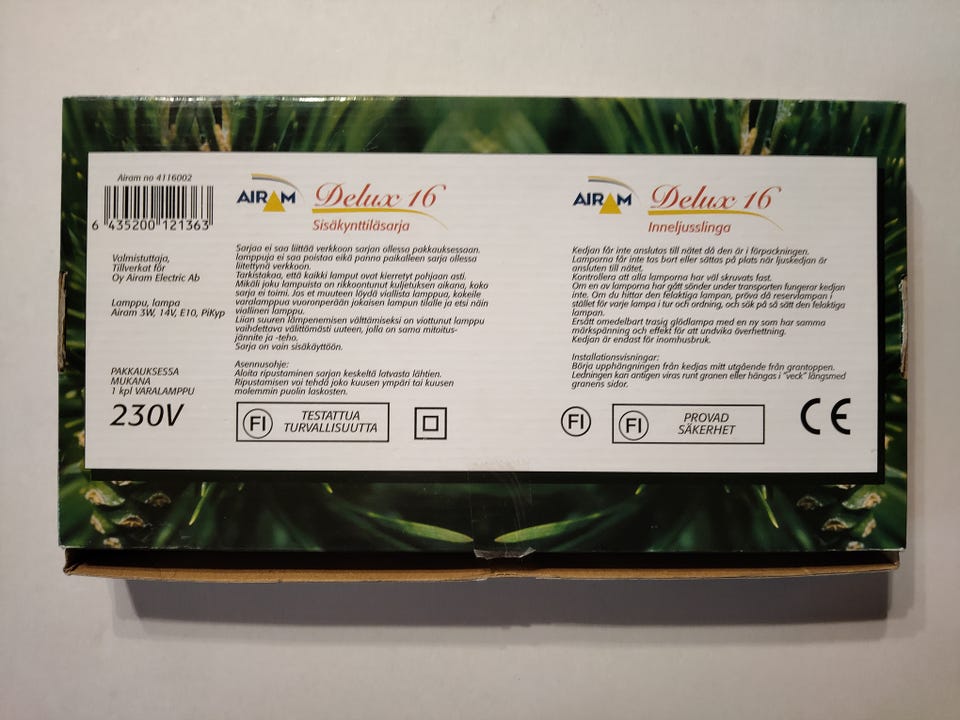 Airam no 4116002
6 435200 121363
Valmistuttaja,
Tillverkat för
Oy Airam Electric Ab
Lamppu, lampa
Airam 3W, 14V, E10, PiKyp
PAKKAUKSESSA
MUKANA
1 kpl VARALAMPPU
230V
AIRAM Delux 16
Sisäkynttiläsarja
Sarjaa ei saa liittää verkkoon sarjan ollessa pakkauksessaan.
lamppuja ei saa poistaa eikä panna paikalleen sarja ollessa
liitettynä verkkoon.
Tarkistakaa, että kaikki lamput ovat kierretyt pohjaan asti.
Mikäli joku lampuista on rikkoontunut kuljetuksen aikana, koko
sarja ei toimi. Jos et muuten löydä viallista lamppua, kokeile
varalamppua vuoronperään jokaisen lampun tilalle ja etsi näin
viallinen lamppu.
Liian suuren lämpenemisen välttämiseksi on viottunut lamppu
vaihdettava välittömästi uuteen, jolla on sama mitoitus-
jännite ja -teho.
Sarja on vain sisäkäyttöön.
Asennusohje:
Aloita ripustaminen sarjan keskeltä latvasta lähtien.
Ripustamisen voi tehdä joko kuusen ympäri tai kuusen
molemmin puolin laskosten.
FI TESTATTUA
TURVALLISUUTTA
AIRAM Delux 16
Inneljusslinga
Kedjan får inte anslutas till nätet då den är i förpackningen.
Lamporna får inte tas bort eller sättas på plats när ljuskedjan är
ansluten till nätet.
Kontrollera att alla lamporna har väl skruvats fast.
Om en av lamporna har gått sönder under transporten fungerar kedjan
inte. Om du hittar den felaktiga lampan, pröva då reservlampan i
stället för varje lampa i tur och ordning, och sök på så sätt den felaktiga
lampan.
Ersätt omedelbart trasig glödlampa med en ny som har samma
märkspänning och effekt för att undvika överhettning.
Kedjan är endast för inomhusbruk.
Installationsvisningar:
Börja upphängningen från kedjas mitt utgående från grantoppen.
Ledningen kan antigen viras runt granen eller hängas i "veck" långsmed
granens sidor.
FI
FI PROVAD
SÄKERHET
CE